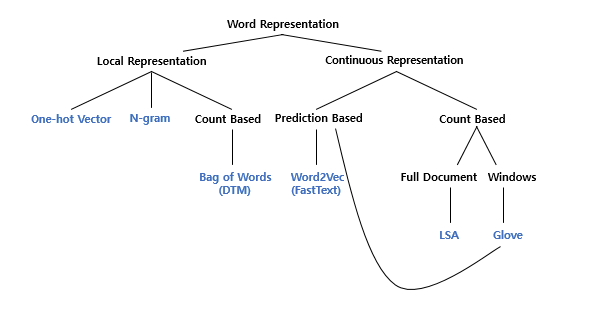 Word Representation
Local Representation
Continuous Representation
One-hot Vector
N-gram
Count Based
Prediction Based
Count Based
Bag of Words
(DTM)
Word2Vec
(FastText)
Full Document
Windows
LSA
Glove